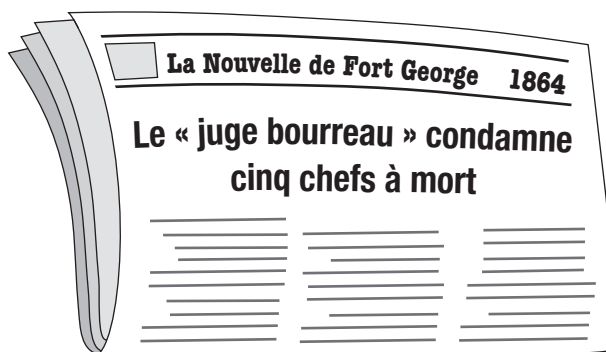 La Nouvelle de Fort George 1864
Le « juge bourreau » condamne
cinq chefs à mort